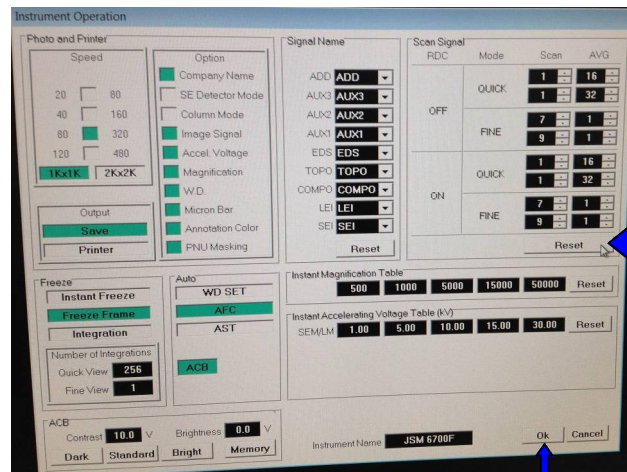 Instrument Operation
Photo and Printer
Speed
20 80
40 160
80 320
120 480
1Kx1K 2Kx2K
Output
Save
Printer
Option
Company Name
SE Detector Mode
Column Mode
Image Signal
Accel. Voltage
Magnification
W.D.
Micron Bar
Annotation Color
PNU Masking
Signal Name
ADD ADD
AUX3 AUX3
AUX2 AUX2
AUX1 AUX1
EDS EDS
TOPO TOPO
COMPO COMPO
LEI LEI
SEI SEI
Reset
Scan Signal
RDC Mode Scan AVG
OFF
QUICK
1 16
1 32
FINE
7 1
9 1
ON
QUICK
1 16
1 32
FINE
7 1
9 1
Reset
Freeze
Instant Freeze
Freeze Frame
Integration
Number of Integrations
Quick View 256
Fine View 1
Auto
WD SET
AFC
AST
ACB
Instant Magnification Table
500 1000 5000 15000 50000 Reset
Instant Accelerating Voltage Table (kV)
SEM/LM 1.00 5.00 10.00 15.00 30.00 Reset
ACB
Contrast 10.0 V Brightness 0.0 V
Dark Standard Bright Memory
Instrument Name JSM 6700F
Ok Cancel